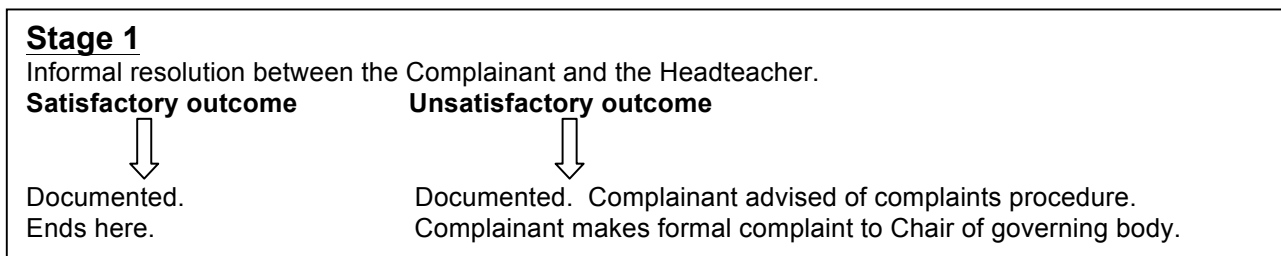 Stage 1
Informal resolution between the Complainant and the Headteacher.
Satisfactory outcome Unsatisfactory outcome
Documented. Documented. Complainant advised of complaints procedure.
Ends here. Complainant makes formal complaint to Chair of governing body.